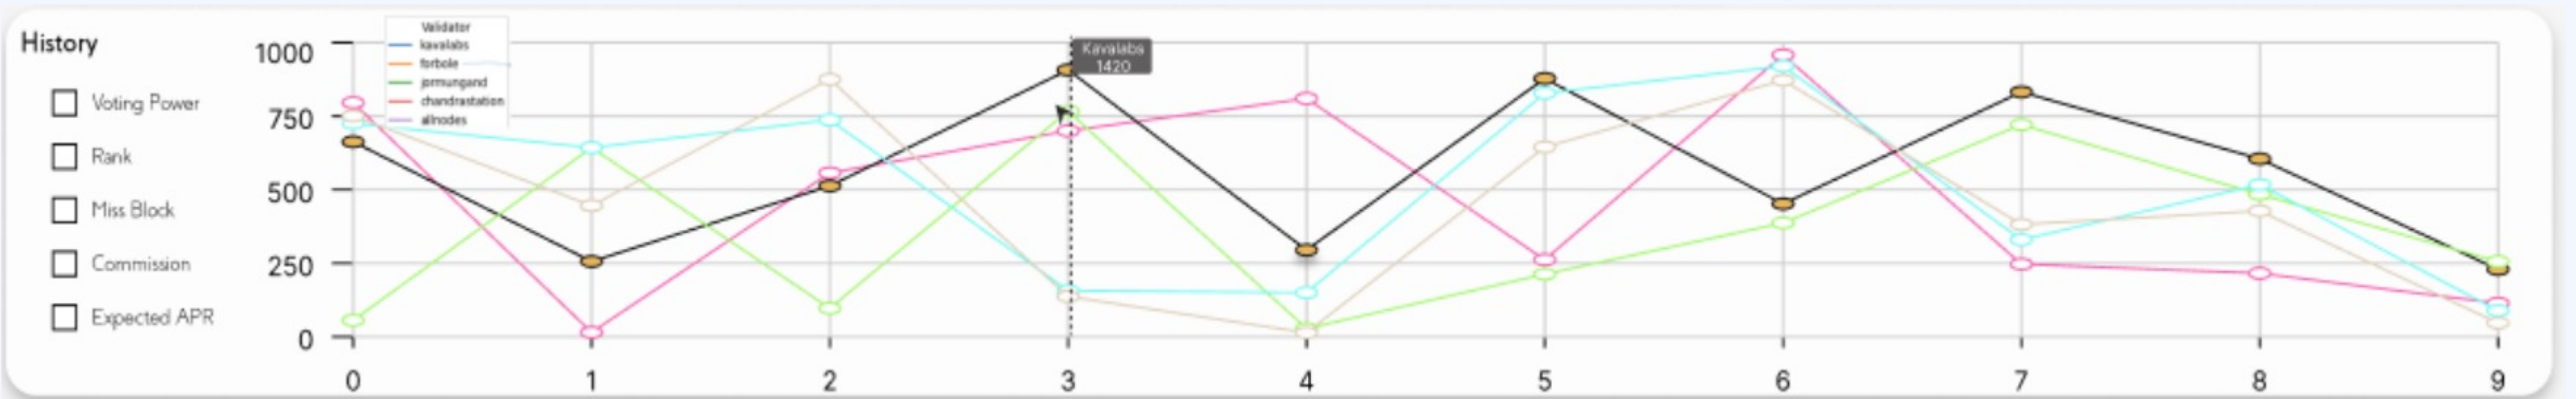 History
Voting Power
Rank
Miss Block
Commission
Expected APR
1000
750
500
250
0
Validator
kavalabs
forbole
jormungand
chandrastation
allnodes
Kavalabs
1420
0 1 2 3 4 5 6 7 8 9